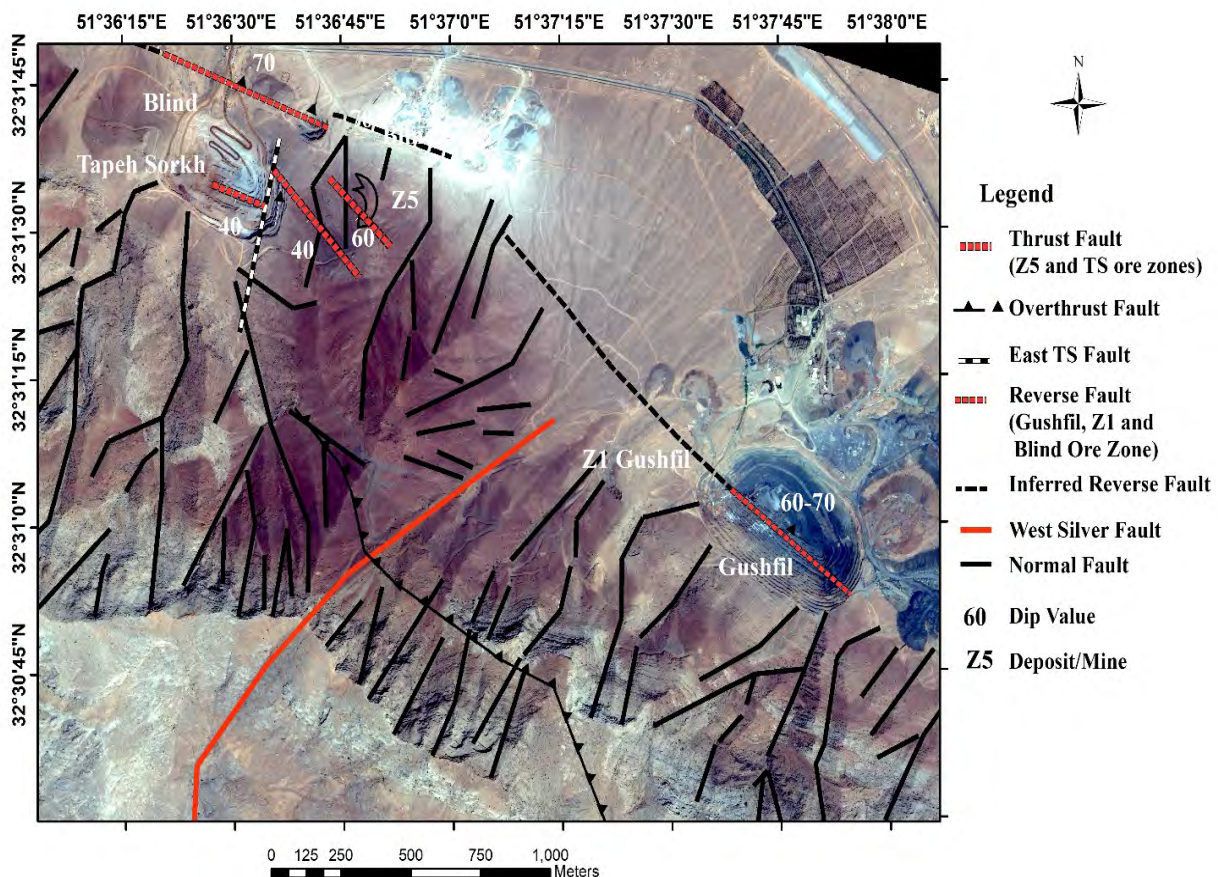 51°36'15"E 51°36'30"E 51°36'45"E 51°37'0"E 51°37'15"E 51°37'30"E 51°37'45"E 51°38'0"E
32°31'45"N
32°31'30"N
32°31'15"N
32°31'0"N
32°30'45"N
70
Blind
Tapeh Sorkh
Z5
40
40
60
Z1 Gushfil
60-70
Gushfil
N
Legend
Thrust Fault
(Z5 and TS ore zones)
Overthrust Fault
East TS Fault
Reverse Fault
(Gushfil, Z1 and
Blind Ore Zone)
Inferred Reverse Fault
West Silver Fault
Normal Fault
60 Dip Value
Z5 Deposit/Mine
0 125 250 500 750 1,000
Meters